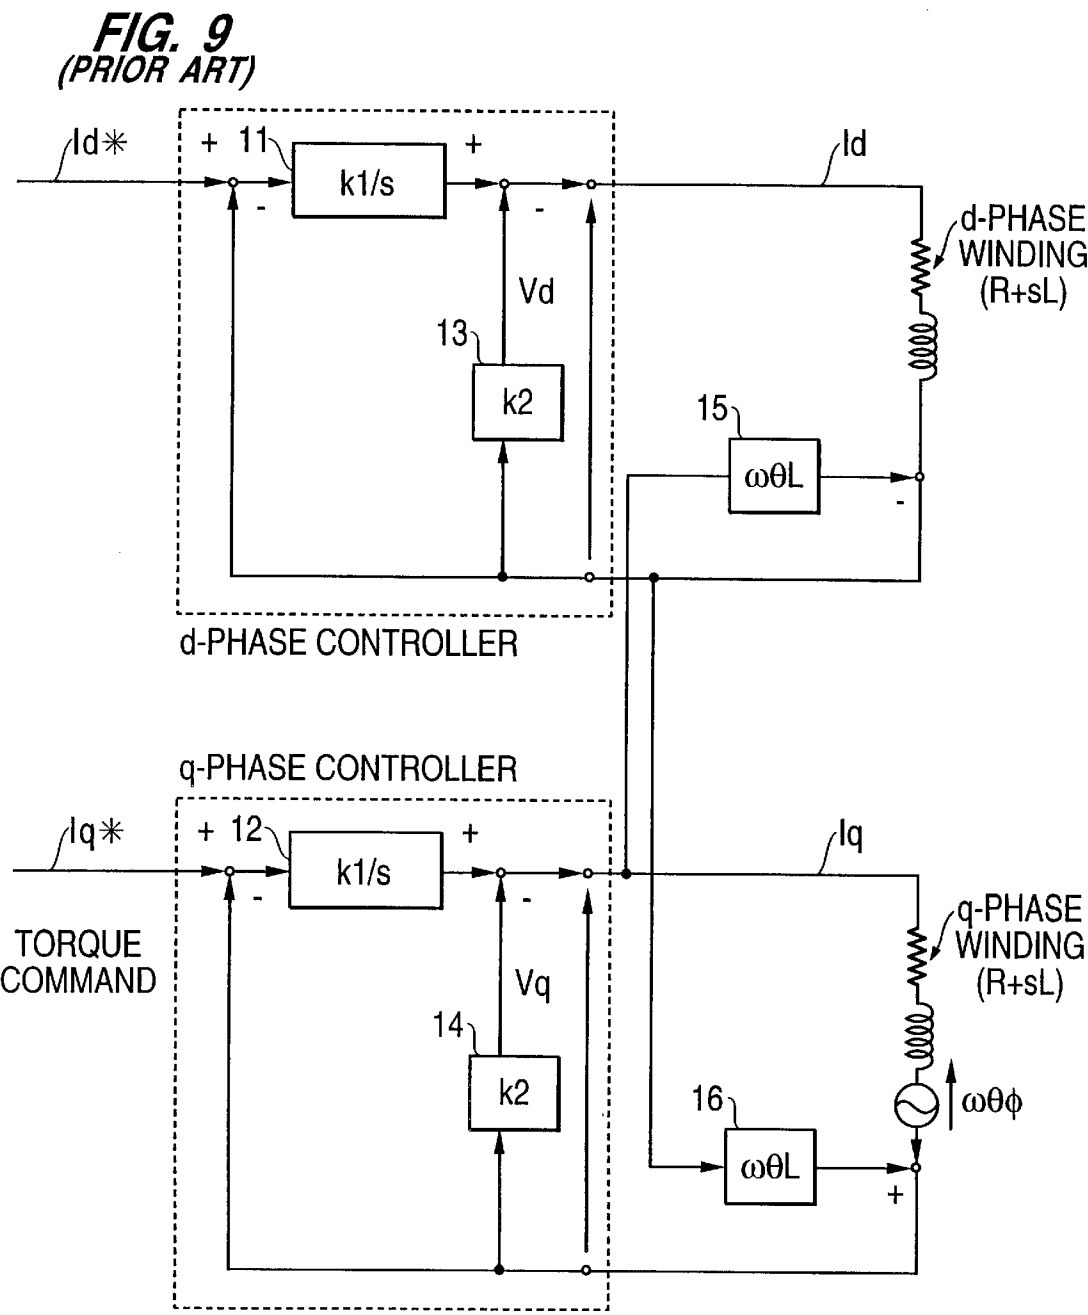 FIG. 9
(PRIOR ART)
Id✳
+
11
k1/s
+
Id
-
-
d-PHASE
WINDING
(R+sL)
Vd
13
k2
15
ωθL
-
d-PHASE CONTROLLER
q-PHASE CONTROLLER
Iq✳
+
12
k1/s
+
Iq
-
-
TORQUE
COMMAND
q-PHASE
WINDING
(R+sL)
Vq
14
k2
16
ωθL
ωθϕ
+